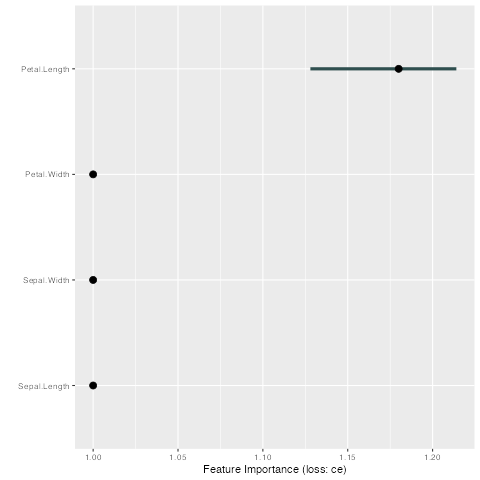 Petal.Length
Petal.Width
Sepal.Width
Sepal.Length
1.00 1.05 1.10 1.15 1.20
Feature Importance (loss: ce)